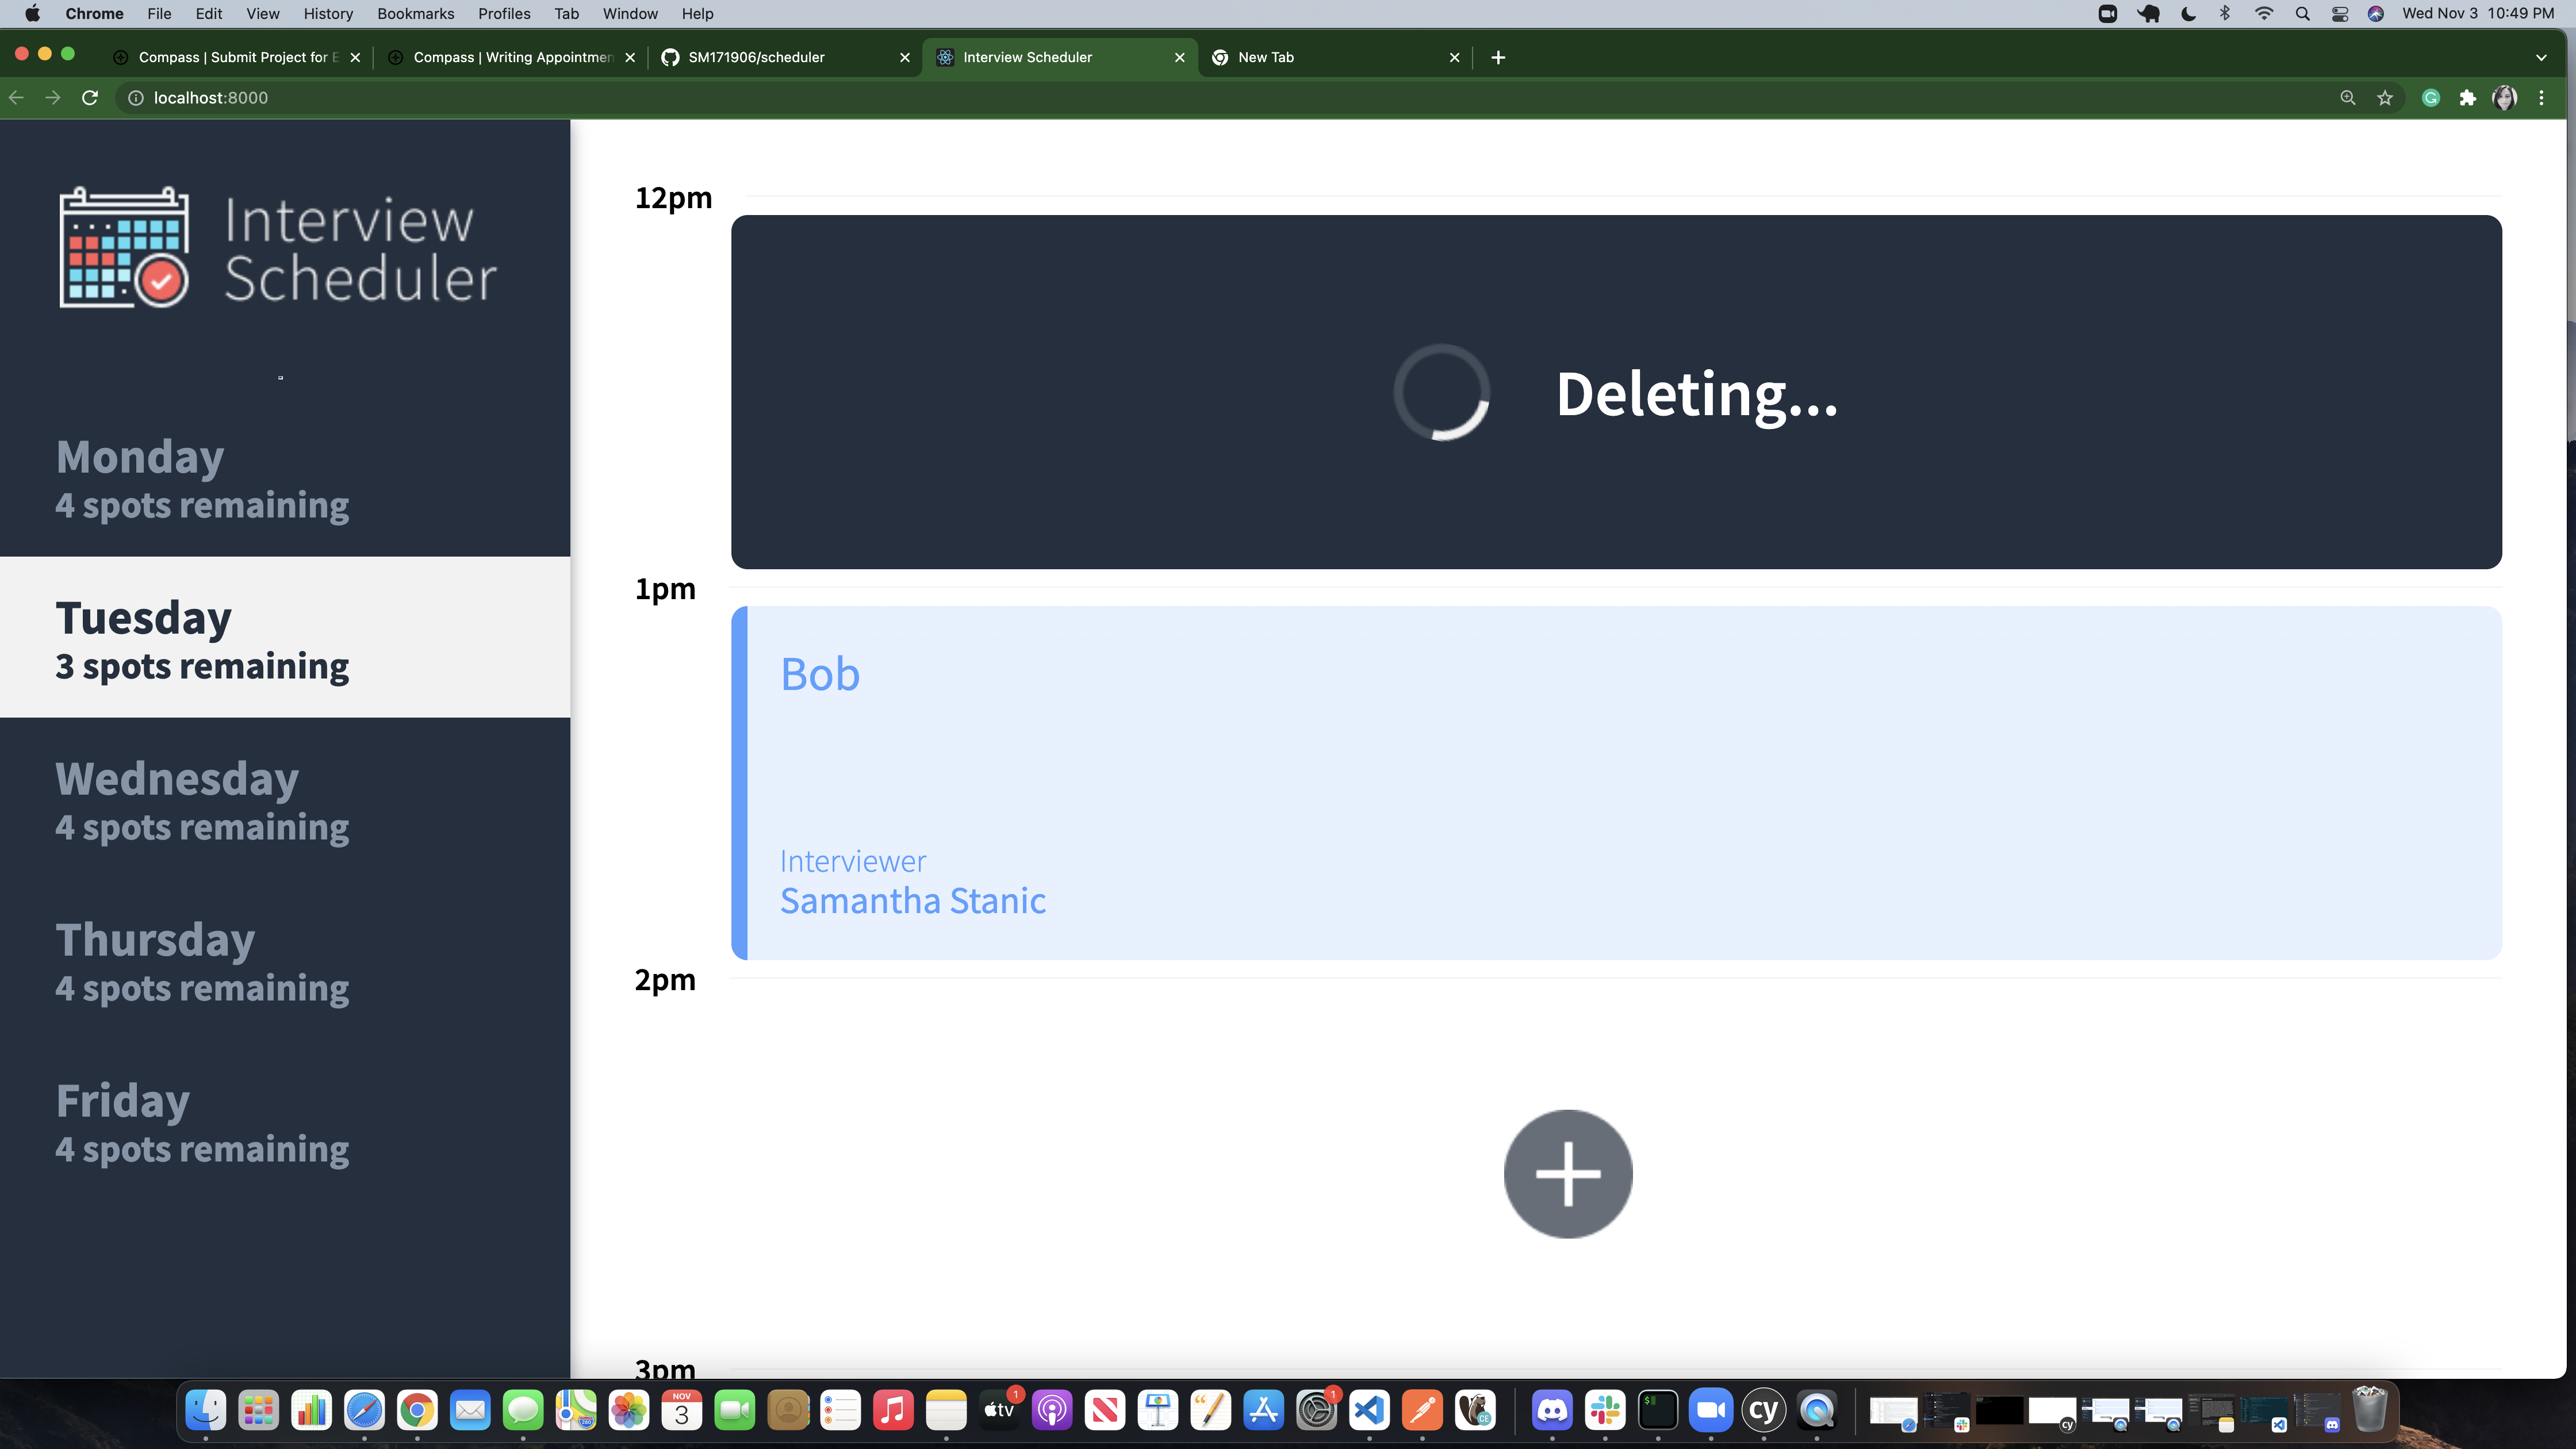 Chrome File Edit View History Bookmarks Profiles Tab Window Help
Wed Nov 3 10:49 PM
Compass | Submit Project for E
Compass | Writing Appointmen
SM171906/scheduler
Interview Scheduler
New Tab
localhost:8000
Interview
Scheduler
Monday
4 spots remaining
Tuesday
3 spots remaining
Wednesday
4 spots remaining
Thursday
4 spots remaining
Friday
4 spots remaining
12pm
Deleting...
1pm
Bob
Interviewer
Samantha Stanic
2pm
3pm
NOV
3
tv
1
1
CE
cy